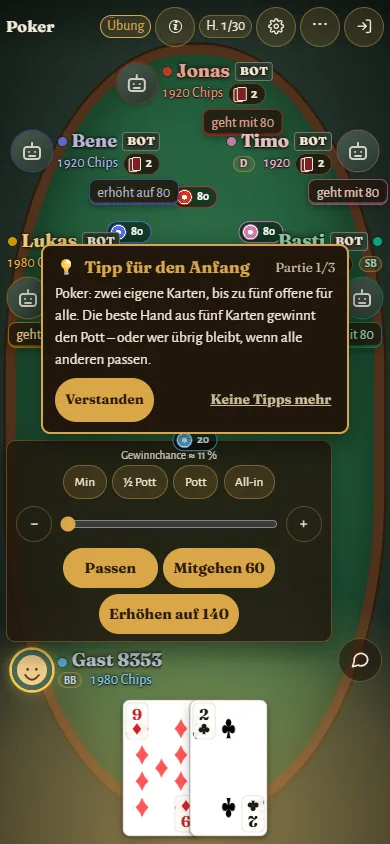 Poker
Übung
H. 1/30
Jonas BOT
1920 Chips 2
geht mit 80
Bene BOT
1920 Chips 2
Timo BOT
D 1920 2
erhöht auf 80
80
geht mit 80
80
80
Lukas BOT
Basti
SB
💡 Tipp für den Anfang Partie 1/3
Poker: zwei eigene Karten, bis zu fünf offene für
alle. Die beste Hand aus fünf Karten gewinnt
den Pott – oder wer übrig bleibt, wenn alle
anderen passen.
Verstanden
Keine Tipps mehr
geht
it 80
20
Gewinnchance ≈ 11 %
Min
½ Pott
Pott
All-in
−
+
Passen
Mitgehen 60
Erhöhen auf 140
Gast 8353
BB 1980 Chips
9
2
9
2